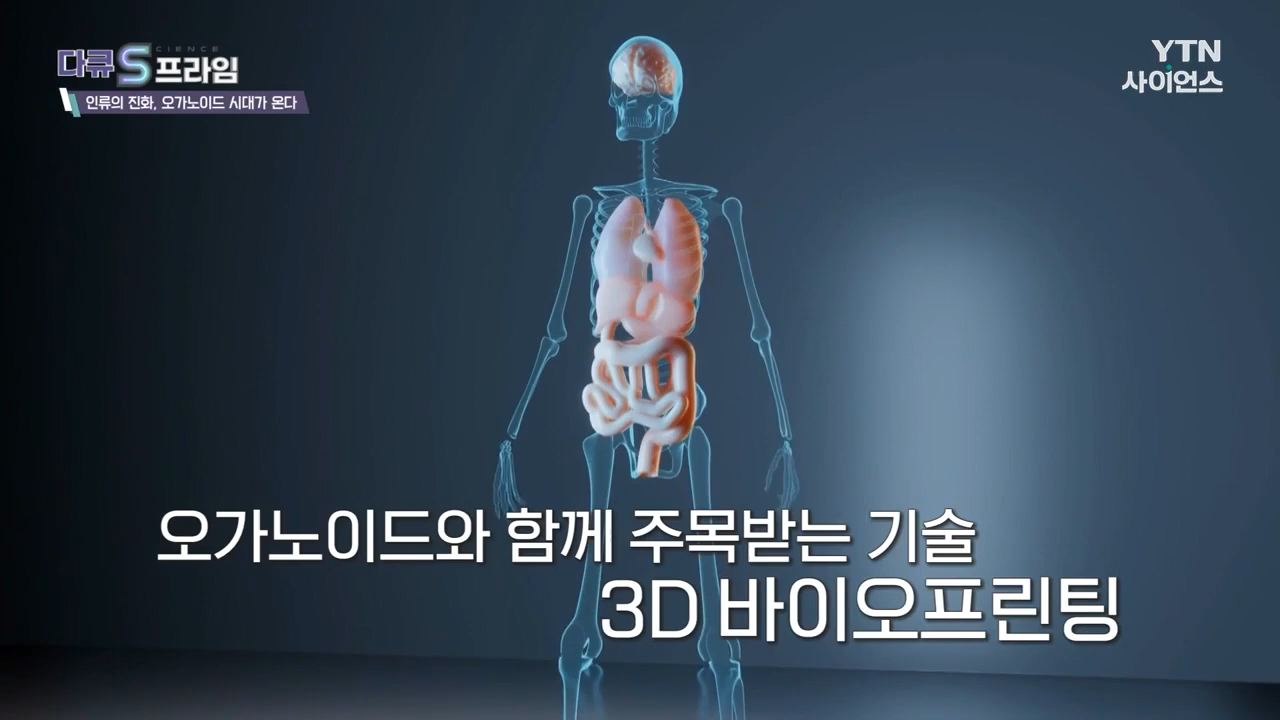 다큐 S 프라임
CIENCE
인류의 진화, 오가노이드 시대가 온다
YTN
사이언스
오가노이드와 함께 주목받는 기술
3D 바이오프린팅